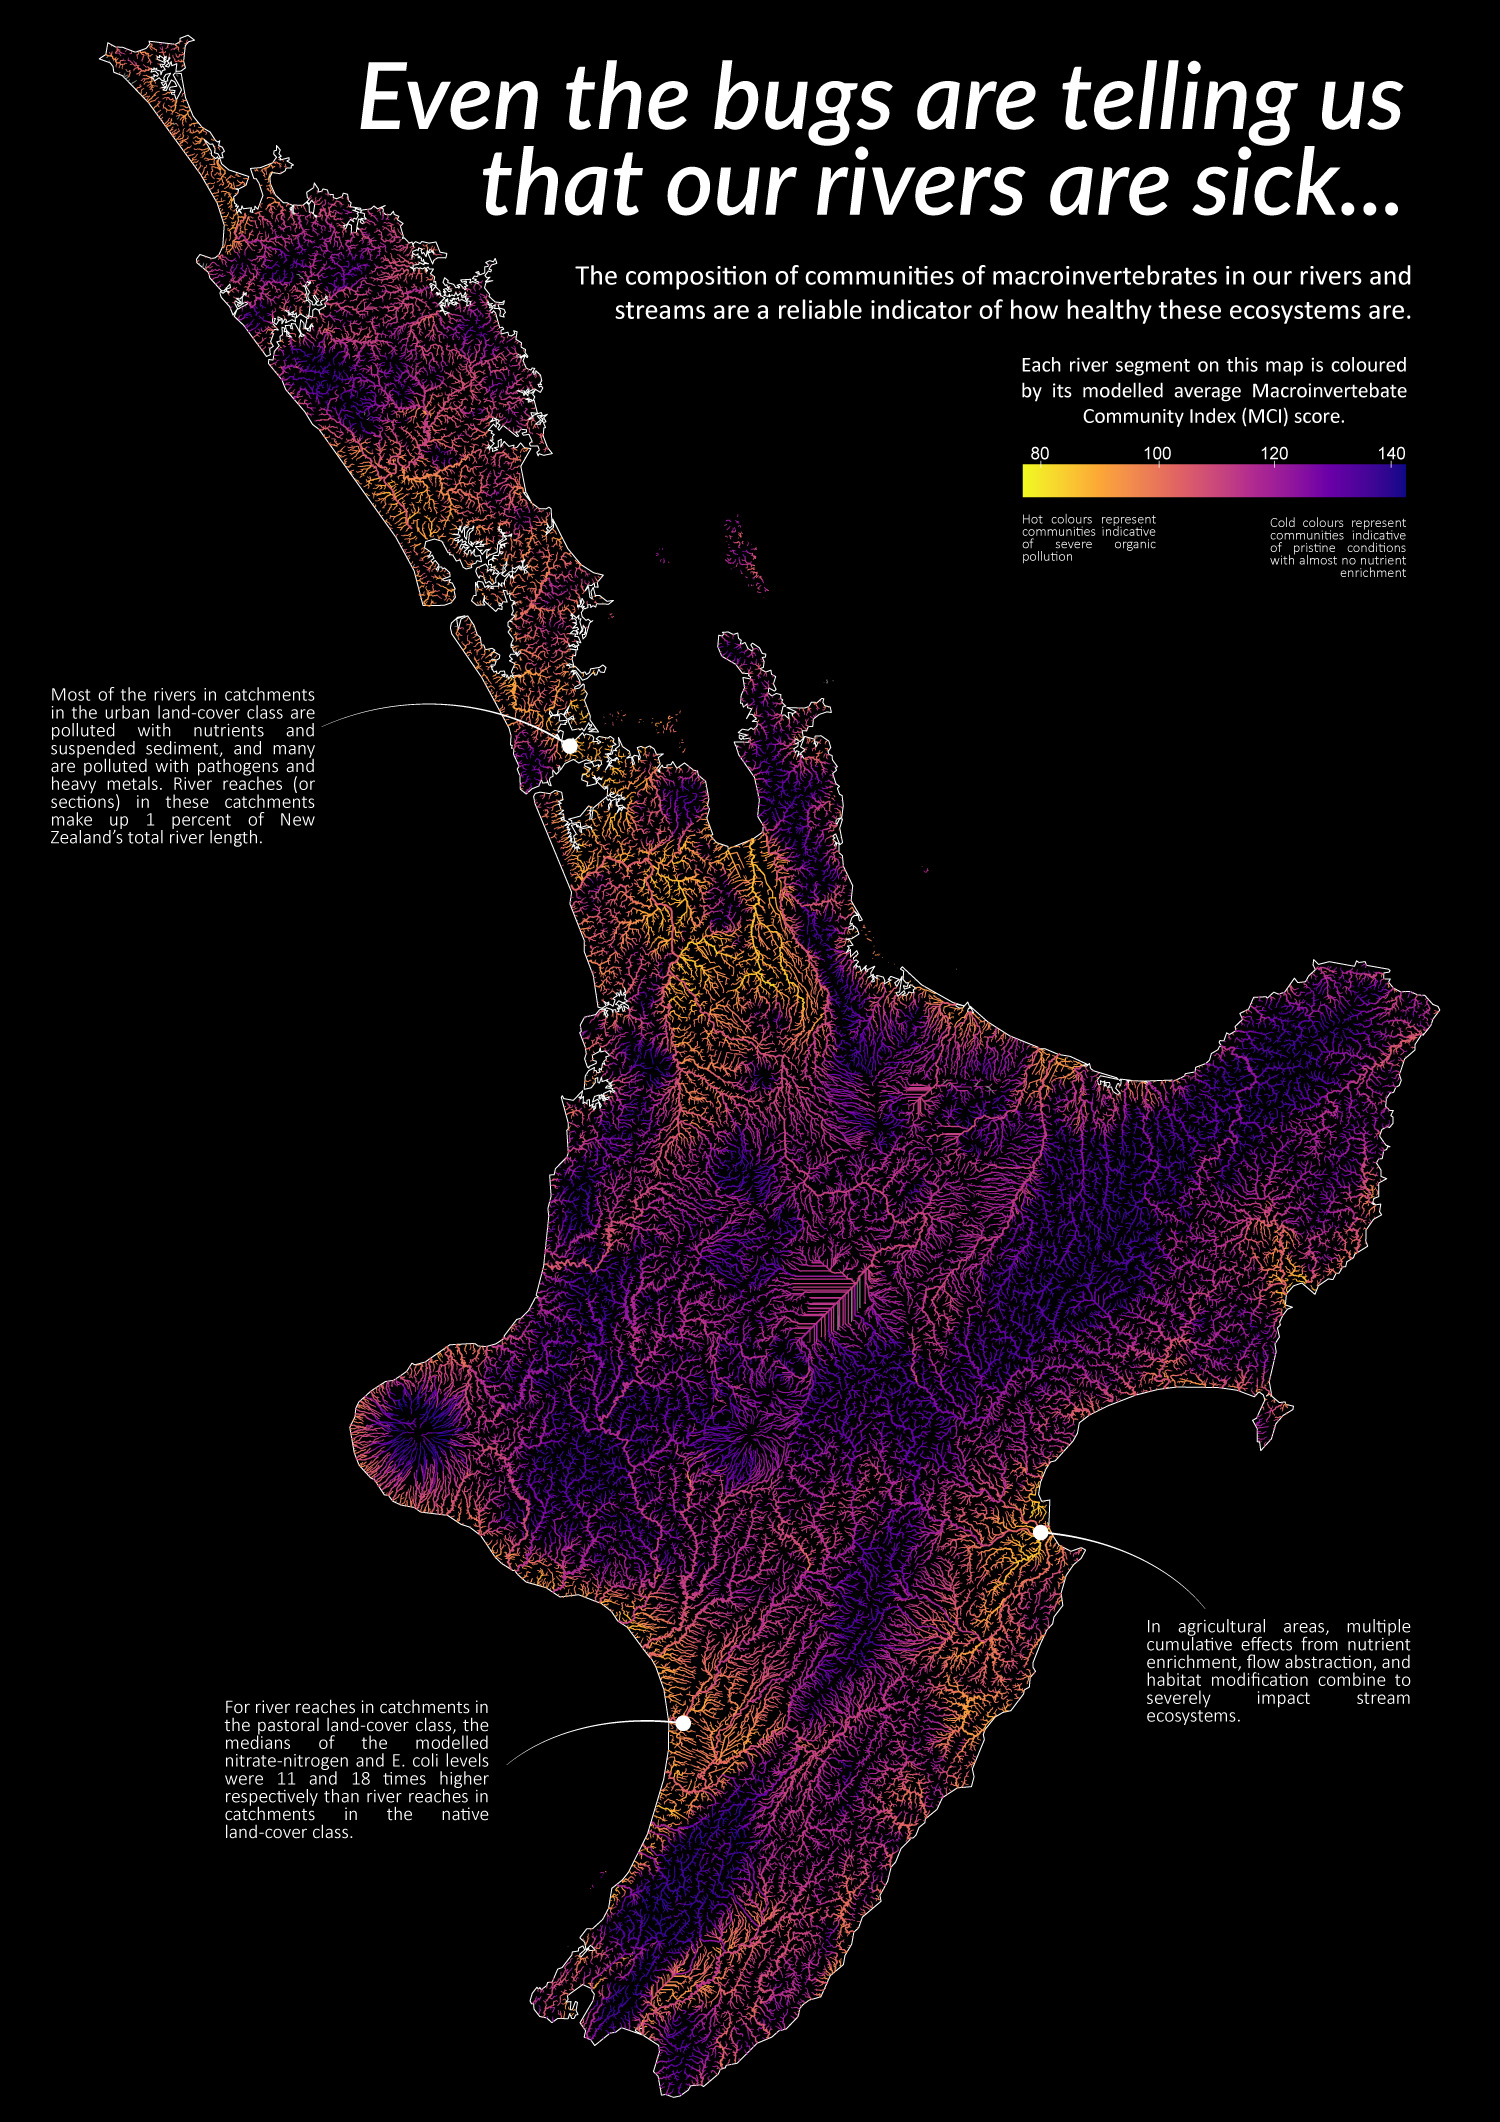 Even the bugs are telling us
that our rivers are sick...
The composition of communities of macroinvertebrates in our rivers and
streams are a reliable indicator of how healthy these ecosystems are.
Each river segment on this map is coloured
by its modelled average Macroinvertebate
Community Index (MCI) score.
80 100 120 140
Hot colours represent
communities indicative
of severe organic
pollution
Cold colours represent
communities indicative
of pristine conditions
with almost no nutrient
enrichment
Most of the rivers in catchments
in the urban land-cover class are
polluted with nutrients and
suspended sediment, and many
are polluted with pathogens and
heavy metals. River reaches (or
sections) in these catchments
make up 1 percent of New
Zealand's total river length.
In agricultural areas, multiple
cumulative effects from nutrient
enrichment, flow abstraction, and
habitat modification combine to
severely impact stream
ecosystems.
For river reaches in catchments in
the pastoral land-cover class, the
medians of the modelled
nitrate-nitrogen and E. coli levels
were 11 and 18 times higher
respectively than river reaches in
catchments in the native
land-cover class.